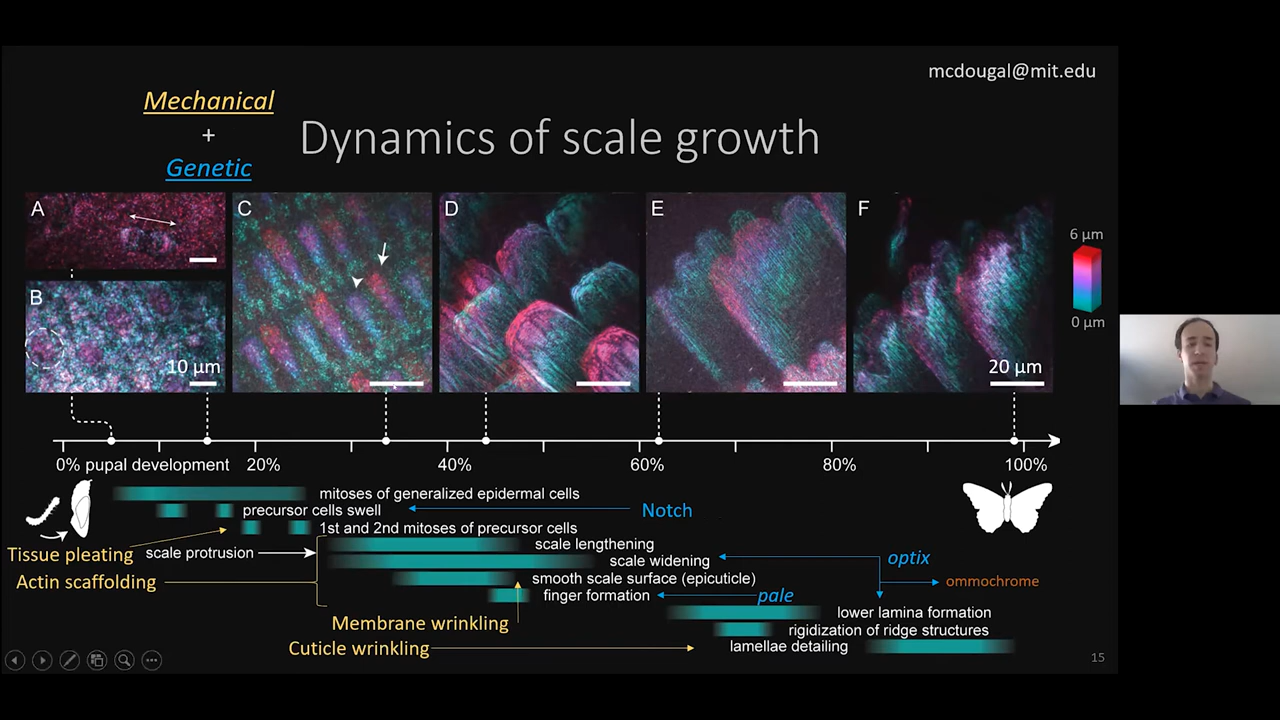 mcdougal@mit.edu
Mechanical
+
Genetic
Dynamics of scale growth
A
B
10 µm
C
D
E
F
20 µm
6 µm
0 µm
0% pupal development
20%
40%
60%
80%
100%
mitoses of generalized epidermal cells
precursor cells swell
Notch
1st and 2nd mitoses of precursor cells
Tissue pleating
scale protrusion
scale lengthening
scale widening
optix
Actin scaffolding
smooth scale surface (epicuticle)
ommochrome
finger formation
pale
lower lamina formation
Membrane wrinkling
rigidization of ridge structures
Cuticle wrinkling
lamellae detailing
15